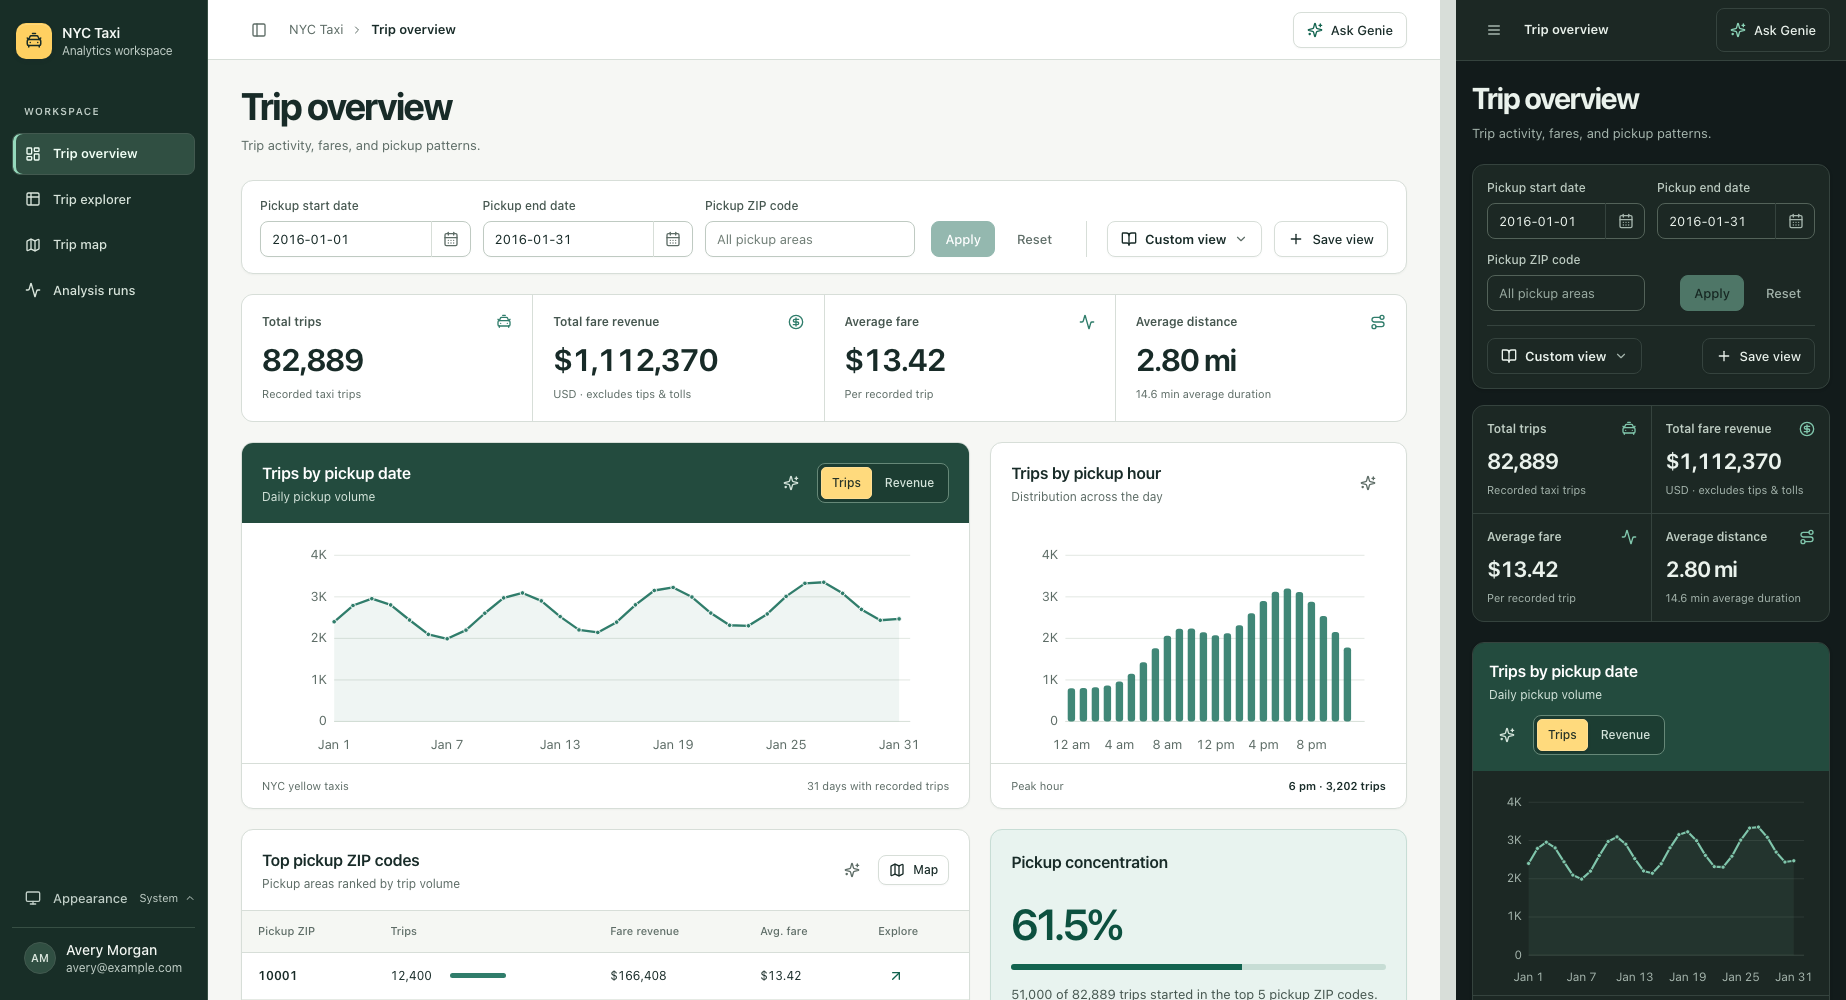 NYC Taxi
Analytics workspace
WORKSPACE
Trip overview
Trip explorer
Trip map
Analysis runs
Appearance System
AM
Avery Morgan
avery@example.com
NYC Taxi > Trip overview
Ask Genie
Trip overview
Trip activity, fares, and pickup patterns.
Pickup start date
2016-01-01
Pickup end date
2016-01-31
Pickup ZIP code
All pickup areas
Apply
Reset
Custom view
Save view
Total trips
82,889
Recorded taxi trips
Total fare revenue
$1,112,370
USD · excludes tips & tolls
Average fare
$13.42
Per recorded trip
Average distance
2.80 mi
14.6 min average duration
Trips by pickup date
Daily pickup volume
Trips Revenue
4K
3K
2K
1K
0
Jan 1 Jan 7 Jan 13 Jan 19 Jan 25 Jan 31
NYC yellow taxis
31 days with recorded trips
Trips by pickup hour
Distribution across the day
4K
3K
2K
1K
0
12 am 4 am 8 am 12 pm 4 pm 8 pm
Peak hour
6 pm · 3,202 trips
Top pickup ZIP codes
Pickup areas ranked by trip volume
Map
Pickup ZIP Trips Fare revenue Avg. fare Explore
10001 12,400 $166,408 $13.42
Pickup concentration
61.5%
51,000 of 82,889 trips started in the top 5 pickup ZIP codes.
Trip overview
Ask Genie
Trip overview
Trip activity, fares, and pickup patterns.
Pickup start date
2016-01-01
Pickup end date
2016-01-31
Pickup ZIP code
All pickup areas
Apply
Reset
Custom view
Save view
Total trips
82,889
Recorded taxi trips
Total fare revenue
$1,112,370
USD · excludes tips & tolls
Average fare
$13.42
Per recorded trip
Average distance
2.80 mi
14.6 min average duration
Trips by pickup date
Daily pickup volume
Trips Revenue
4K
3K
2K
1K
0
Jan 1 Jan 7 Jan 13 Jan 19 Jan 25 Jan 31